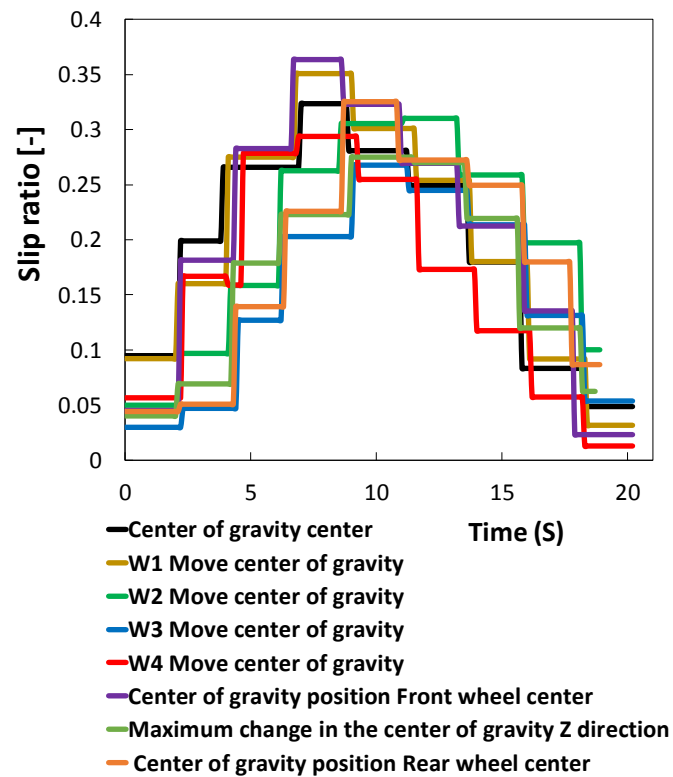 0.4
0.35
0.3
0.25
0.2
0.15
0.1
0.05
0
Slip ratio [-]
0 5 10 15 20
Time (S)
Center of gravity center
W1 Move center of gravity
W2 Move center of gravity
W3 Move center of gravity
W4 Move center of gravity
Center of gravity position Front wheel center
Maximum change in the center of gravity Z direction
Center of gravity position Rear wheel center